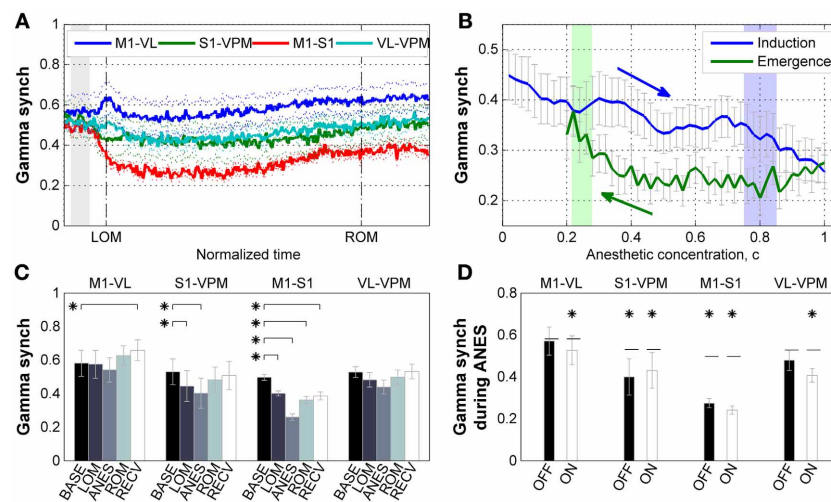 A
M1-VL S1-VPM M1-S1 VL-VPM
Gamma synch
1
0.8
0.6
0.4
0.2
0
LOM ROM
Normalized time
B
Induction
Emergence
Gamma synch
0.5
0.4
0.3
0.2
0 0.2 0.4 0.6 0.8 1
Anesthetic concentration, c
C
M1-VL S1-VPM M1-S1 VL-VPM
Gamma synch
1
0.8
0.6
0.4
0.2
0
* * * * * * *
BASE LOM ANES ROM RECV BASE LOM ANES ROM RECV BASE LOM ANES ROM RECV BASE LOM ANES ROM RECV
D
M1-VL S1-VPM M1-S1 VL-VPM
Gamma synch
during ANES
0.8
0.6
0.4
0.2
0
* * * * * *
OFF ON OFF ON OFF ON OFF ON